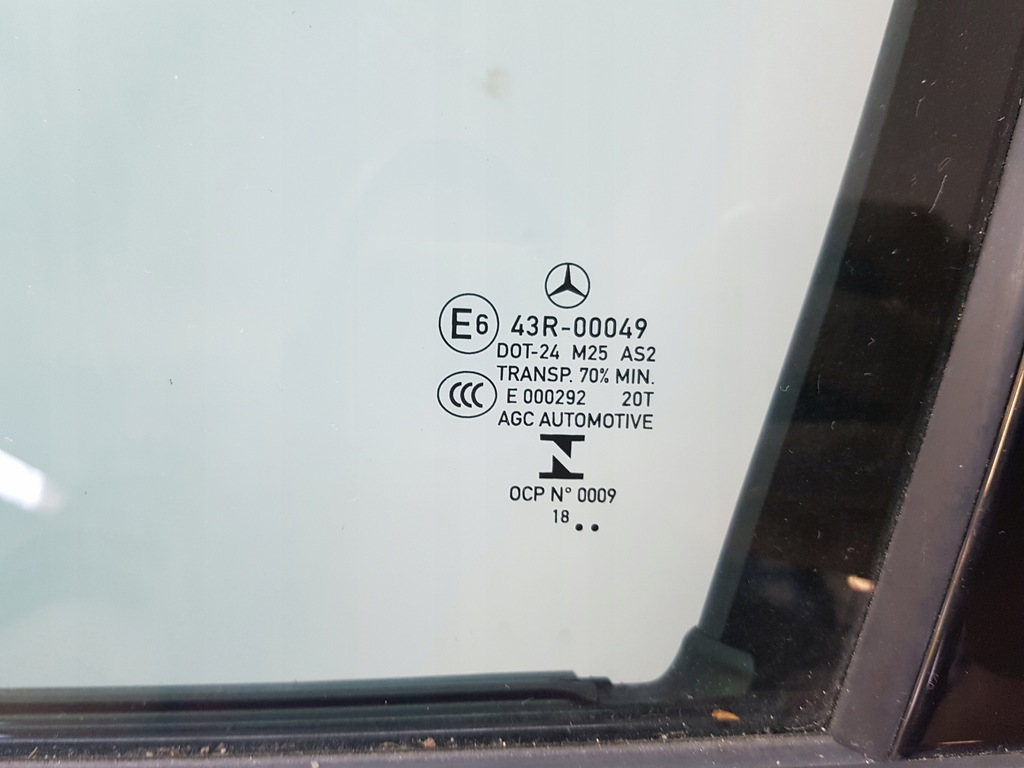 E6 43R-00049
DOT-24 M25 AS2
TRANSP. 70% MIN.
CCC E 000292 20T
AGC AUTOMOTIVE
N
OCP N° 0009
18 ..